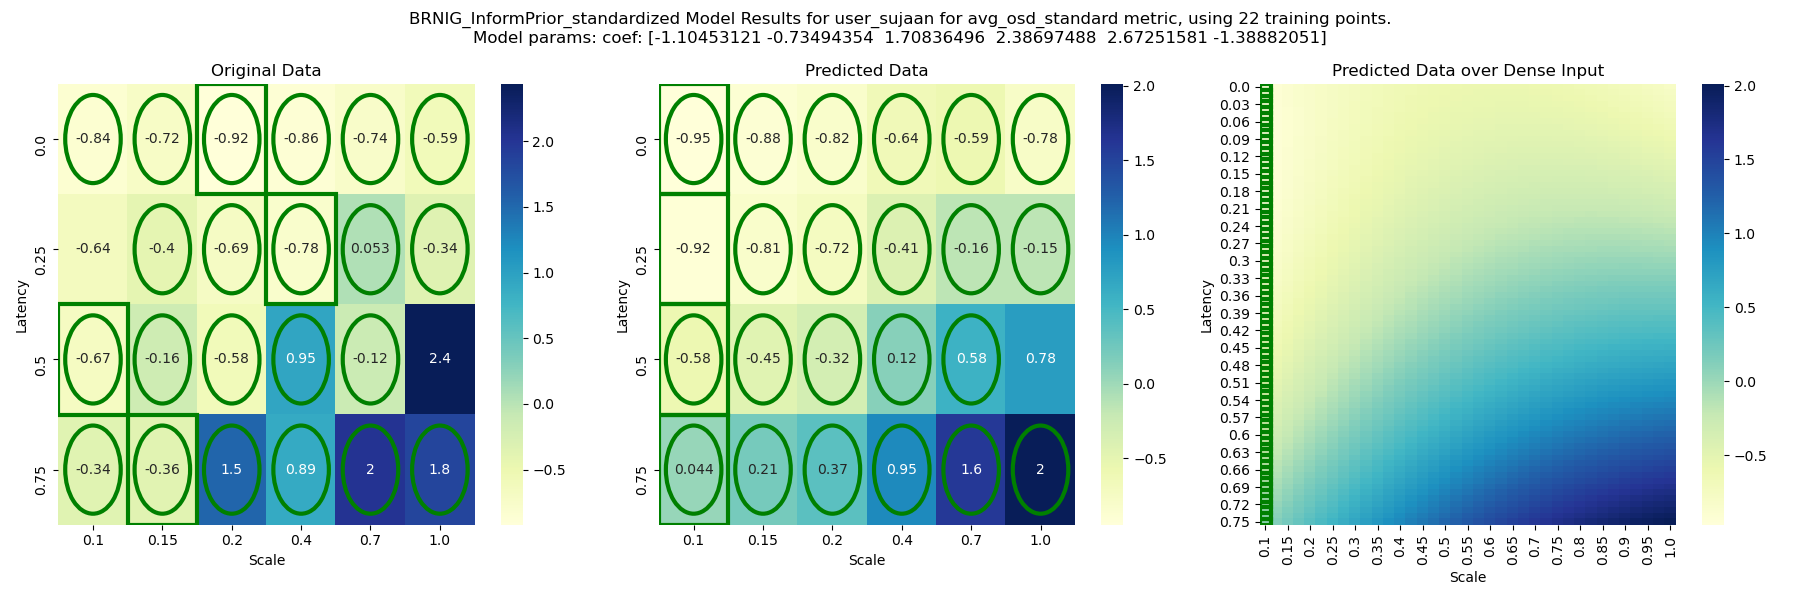 BRNIG_InformPrior_standardized Model Results for user_sujaan for avg_osd_standard metric, using 22 training points.
Model params: coef: [-1.10453121 -0.73494354  1.70836496  2.38697488  2.67251581 -1.38882051]
Original Data
0.0 -0.84 -0.72 -0.92 -0.86 -0.74 -0.59
0.25 -0.64 -0.4 -0.69 -0.78 0.053 -0.34
0.5 -0.67 -0.16 -0.58 0.95 -0.12 2.4
0.75 -0.34 -0.36 1.5 0.89 2 1.8
0.1 0.15 0.2 0.4 0.7 1.0
Scale
Latency
2.0
1.5
1.0
0.5
0.0
−0.5
Predicted Data
0.0 -0.95 -0.88 -0.82 -0.64 -0.59 -0.78
0.25 -0.92 -0.81 -0.72 -0.41 -0.16 -0.15
0.5 -0.58 -0.45 -0.32 0.12 0.58 0.78
0.75 0.044 0.21 0.37 0.95 1.6 2
0.1 0.15 0.2 0.4 0.7 1.0
Scale
Latency
2.0
1.5
1.0
0.5
0.0
−0.5
Predicted Data over Dense Input
0.0
0.03
0.06
0.09
0.12
0.15
0.18
0.21
0.24
0.27
0.3
0.33
0.36
0.39
0.42
0.45
0.48
0.51
0.54
0.57
0.6
0.63
0.66
0.69
0.72
0.75
0.1 0.15 0.2 0.25 0.3 0.35 0.4 0.45 0.5 0.55 0.6 0.65 0.7 0.75 0.8 0.85 0.9 0.95 1.0
Scale
Latency
2.0
1.5
1.0
0.5
0.0
−0.5